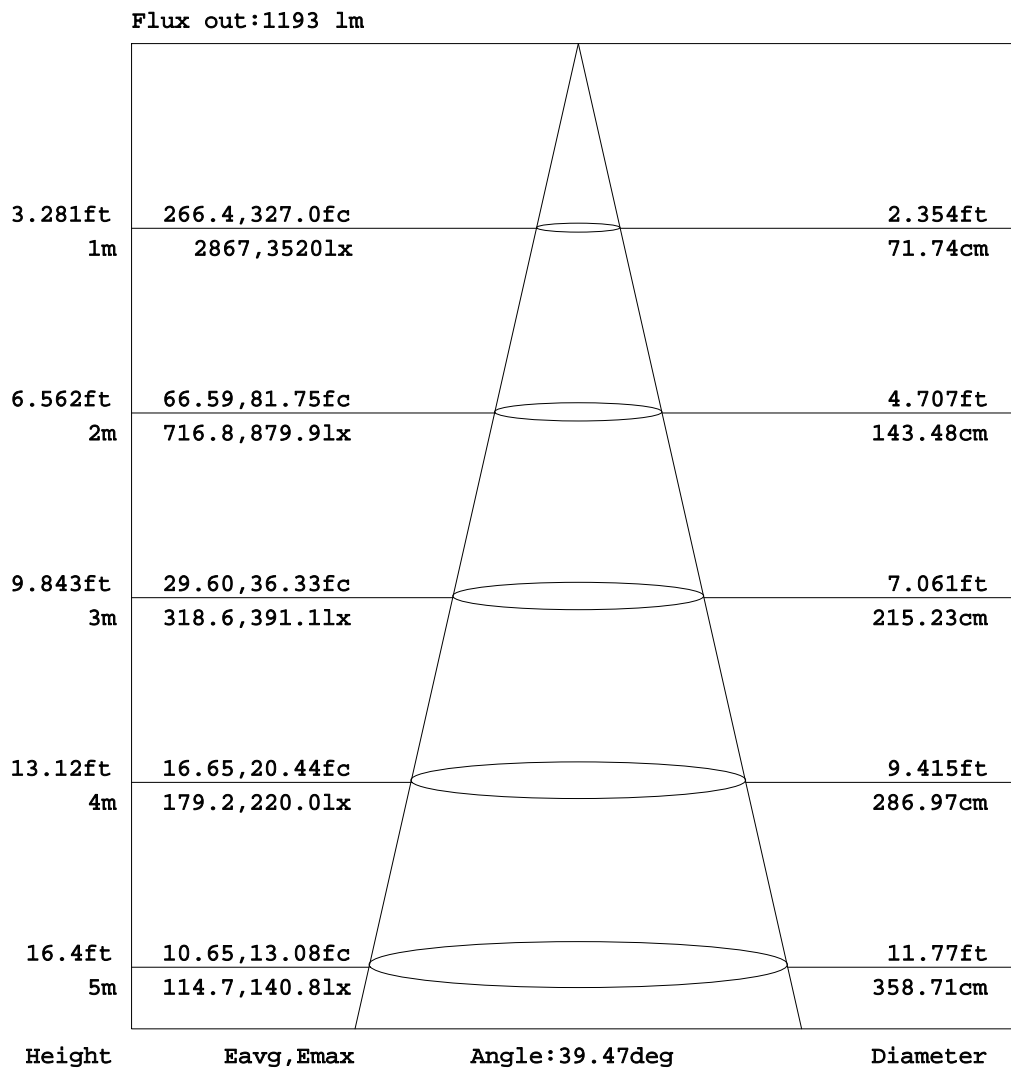 Flux out:1193 lm
3.281ft 266.4,327.0fc 2.354ft
1m 2867,3520lx 71.74cm
6.562ft 66.59,81.75fc 4.707ft
2m 716.8,879.9lx 143.48cm
9.843ft 29.60,36.33fc 7.061ft
3m 318.6,391.1lx 215.23cm
13.12ft 16.65,20.44fc 9.415ft
4m 179.2,220.0lx 286.97cm
16.4ft 10.65,13.08fc 11.77ft
5m 114.7,140.8lx 358.71cm
Height Eavg,Emax Angle:39.47deg Diameter